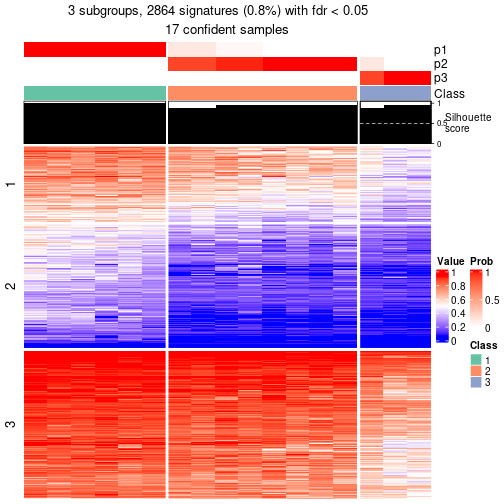 3 subgroups, 2864 signatures (0.8%) with fdr < 0.05
17 confident samples
p1
p2
p3
Class
1
0.5
0
Silhouette
score
1
2
3
Value
1
0.8
0.6
0.4
0.2
0
Prob
1
0.5
0
Class
1
2
3